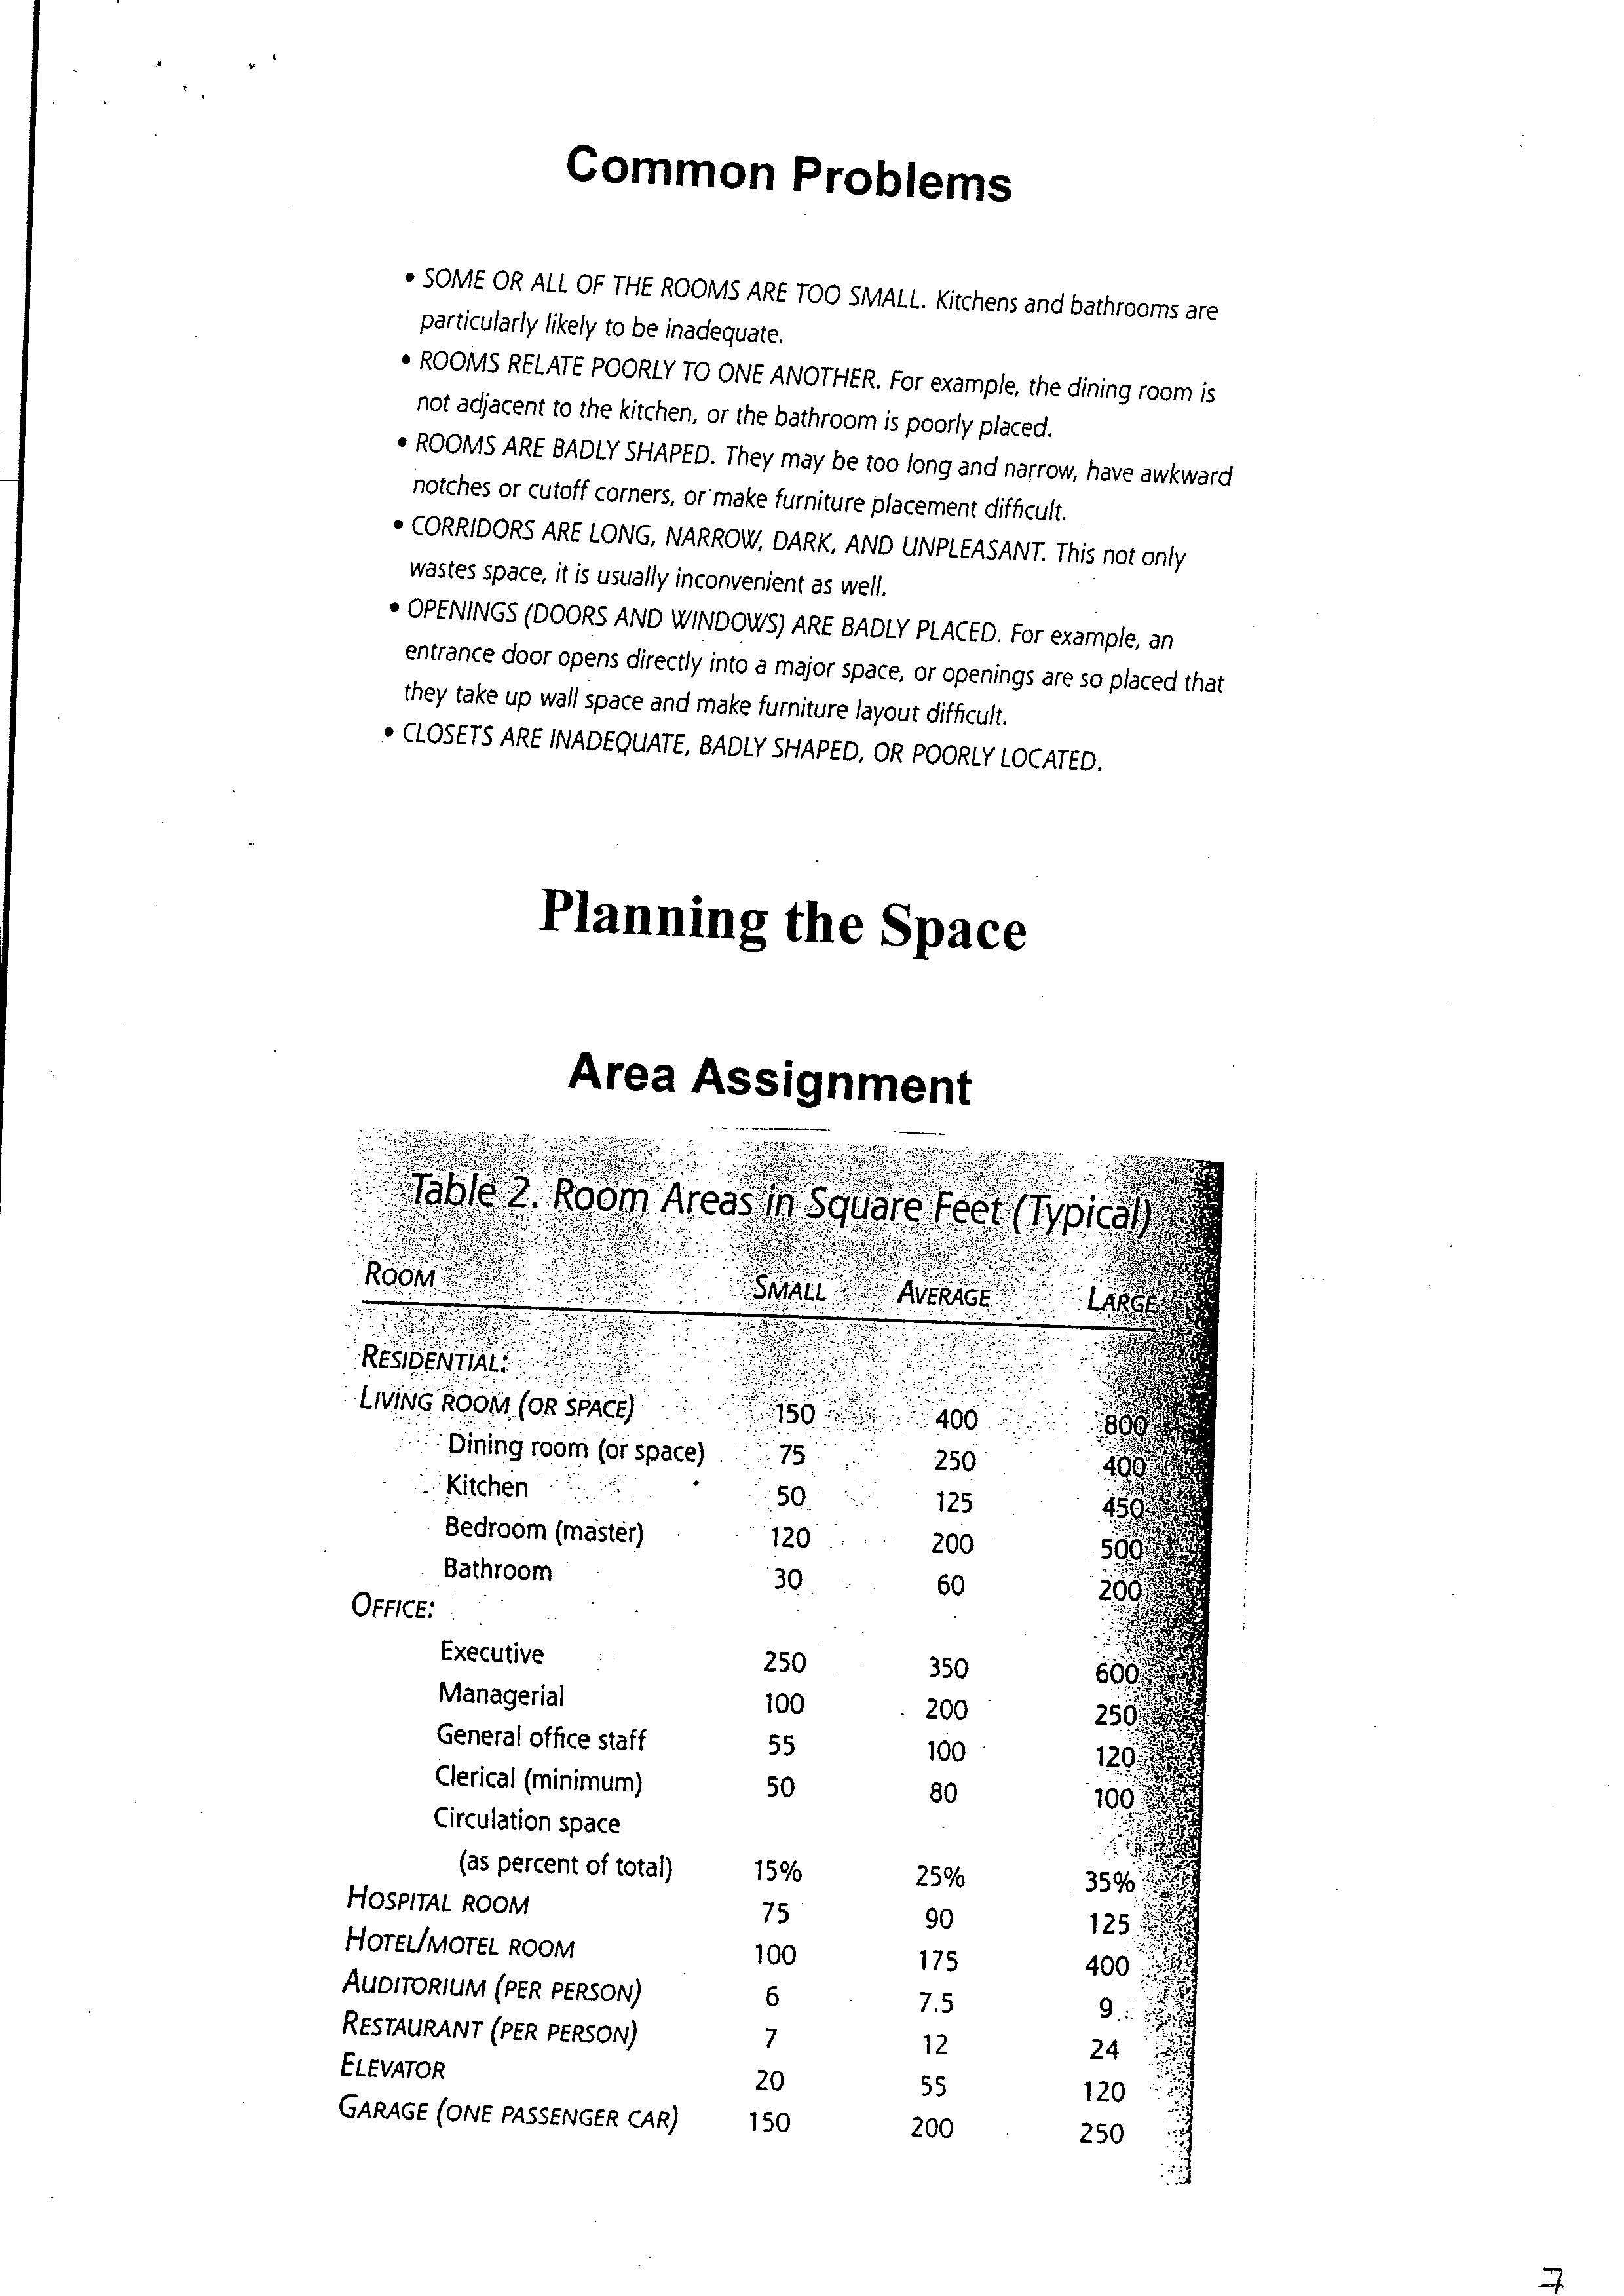 Common Problems
• SOME OR ALL OF THE ROOMS ARE TOO SMALL. Kitchens and bathrooms are
particularly likely to be inadequate.
• ROOMS RELATE POORLY TO ONE ANOTHER. For example, the dining room is
not adjacent to the kitchen, or the bathroom is poorly placed.
• ROOMS ARE BADLY SHAPED. They may be too long and narrow, have awkward
notches or cutoff corners, or make furniture placement difficult.
• CORRIDORS ARE LONG, NARROW, DARK, AND UNPLEASANT. This not only
wastes space, it is usually inconvenient as well.
• OPENINGS (DOORS AND WINDOWS) ARE BADLY PLACED. For example, an
entrance door opens directly into a major space, or openings are so placed that
they take up wall space and make furniture layout difficult.
• CLOSETS ARE INADEQUATE, BADLY SHAPED, OR POORLY LOCATED.
Planning the Space
Area Assignment
Table 2. Room Areas in Square Feet (Typical)
ROOM SMALL AVERAGE LARGE
RESIDENTIAL:
LIVING ROOM (OR SPACE) 150 400 800
Dining room (or space) 75 250 400
Kitchen 50 125 450
Bedroom (master) 120 200 500
Bathroom 30 60 200
OFFICE:
Executive 250 350 600
Managerial 100 200 250
General office staff 55 100 120
Clerical (minimum) 50 80 100
Circulation space
(as percent of total) 15% 25% 35%
HOSPITAL ROOM 75 90 125
HOTEL/MOTEL ROOM 100 175 400
AUDITORIUM (PER PERSON) 6 7.5 9
RESTAURANT (PER PERSON) 7 12 24
ELEVATOR 20 55 120
GARAGE (ONE PASSENGER CAR) 150 200 250
7